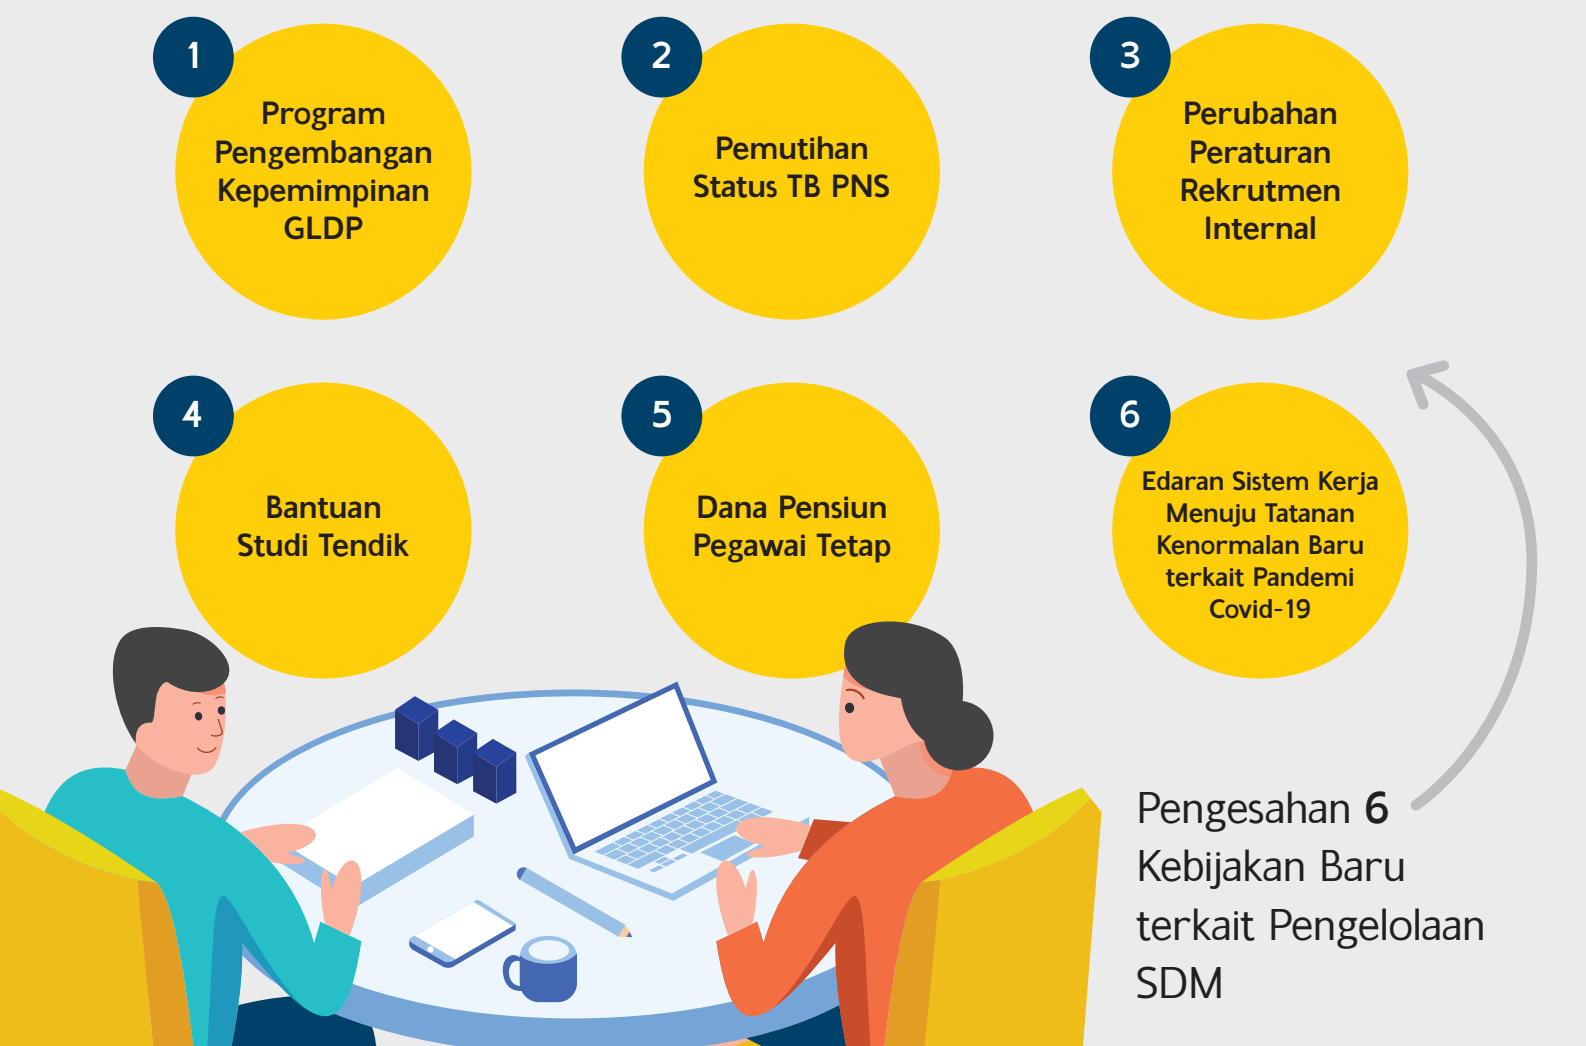 1
Program
Pengembangan
Kepemimpinan
GLDP
2
Pemutihan
Status TB PNS
3
Perubahan
Peraturan
Rekrutmen
Internal
4
Bantuan
Studi Tendik
5
Dana Pensiun
Pegawai Tetap
6
Edaran Sistem Kerja
Menuju Tatanan
Kenormalan Baru
terkait Pandemi
Covid-19
Pengesahan 6
Kebijakan Baru
terkait Pengelolaan
SDM